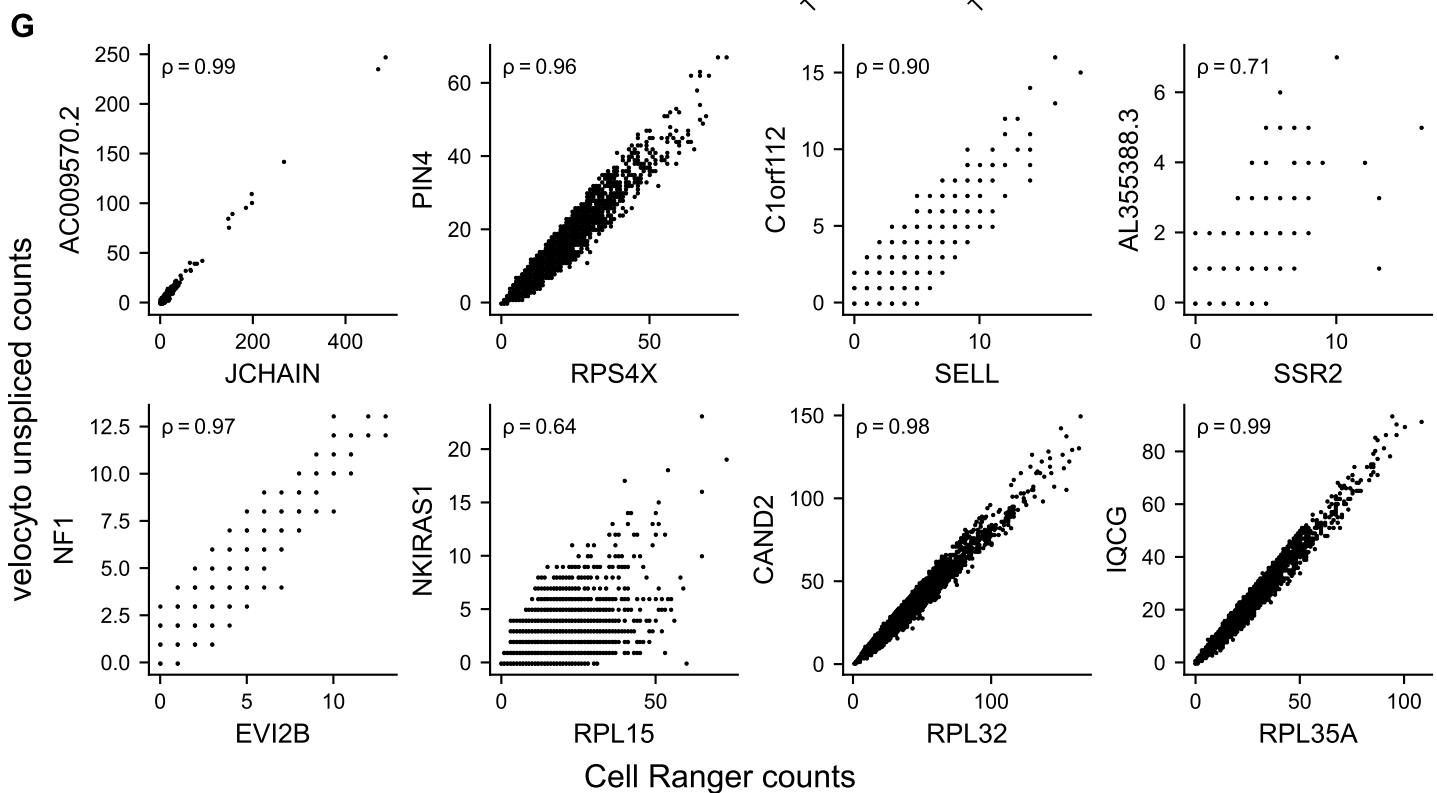 G
velocyto unspliced counts
AC009570.2
250
200
150
100
50
0
ρ = 0.99
0 200 400
JCHAIN
PIN4
60
40
20
0
ρ = 0.96
0 50
RPS4X
C1orf112
15
10
5
0
ρ = 0.90
0 10
SELL
AL355388.3
6
4
2
0
ρ = 0.71
0 10
SSR2
NF1
12.5
10.0
7.5
5.0
2.5
0.0
ρ = 0.97
0 5 10
EVI2B
NKIRAS1
20
15
10
5
0
ρ = 0.64
0 50
RPL15
CAND2
150
100
50
0
ρ = 0.98
0 100
RPL32
IQCG
80
60
40
20
0
ρ = 0.99
0 50 100
RPL35A
Cell Ranger counts